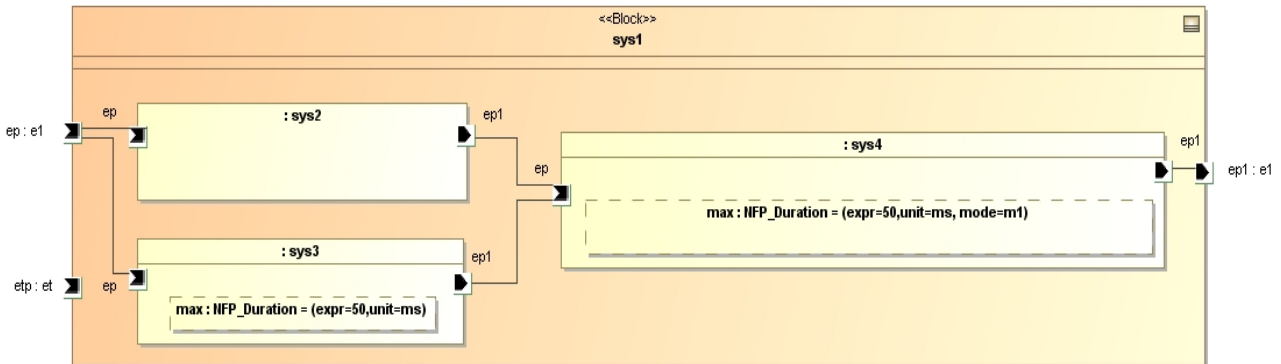 <<Block>>
sys1
ep
: sys2
ep1
ep : e1
ep
: sys4
ep1
ep1 : e1
max : NFP_Duration = (expr=50,unit=ms, mode=m1)
: sys3
ep1
etp : et
ep
max : NFP_Duration = (expr=50,unit=ms)